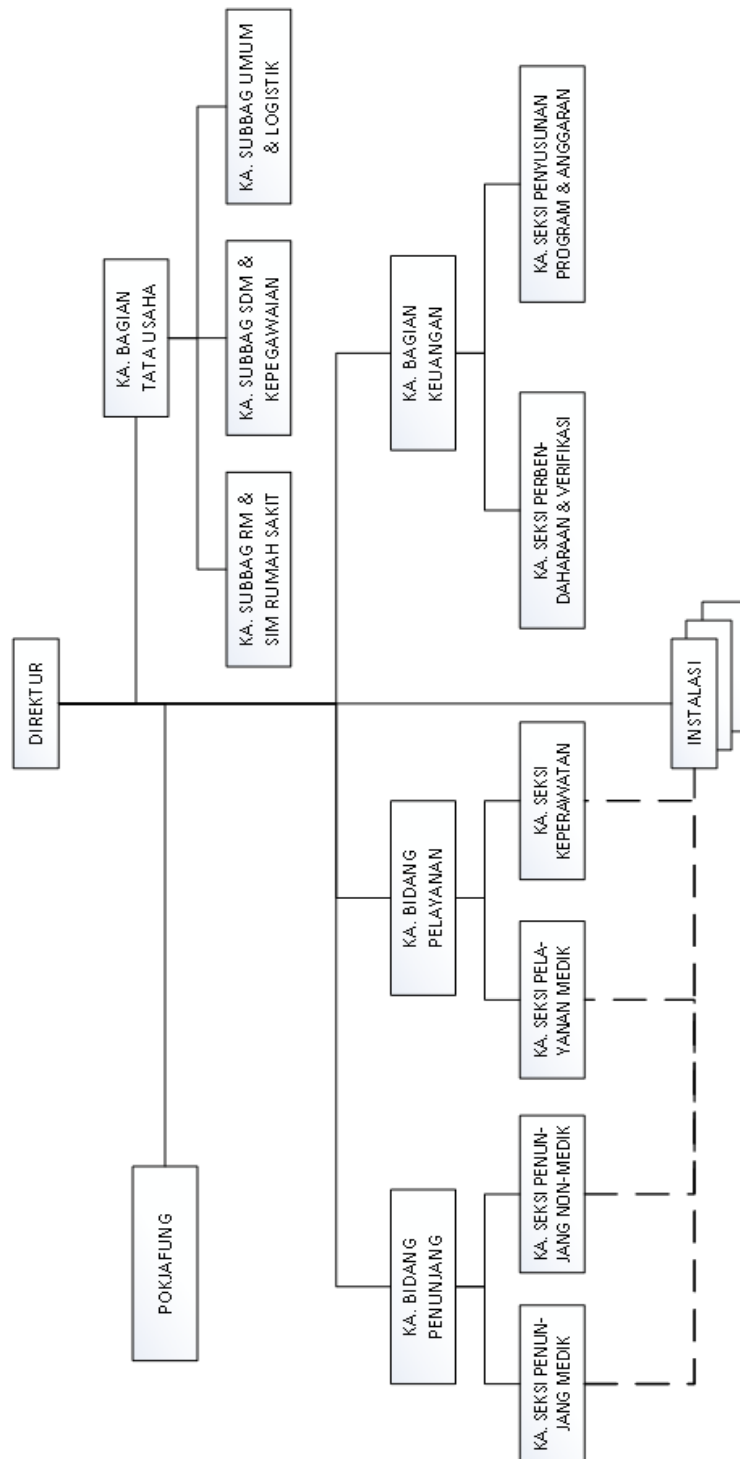 DIREKTUR
KA. BAGIAN
TATA USAHA
POKJAFUNG
KA. SUBBAG RM &
SIM RUMAH SAKIT
KA. SUBBAG SDM &
KEPEGAWAIAN
KA. SUBBAG UMUM
& LOGISTIK
KA. BIDANG
PENUNJANG
KA. BIDANG
PELAYANAN
KA. BAGIAN
KEUANGAN
KA. SEKSI PENUN-
JANG MEDIK
KA. SEKSI PENUN-
JANG NON-MEDIK
KA. SEKSI PELA-
YANAN MEDIK
KA. SEKSI
KEPERAWATAN
KA. SEKSI PERBEN-
DAHARAAN & VERIFIKASI
KA. SEKSI PENYUSUNAN
PROGRAM & ANGGARAN
INSTALASI